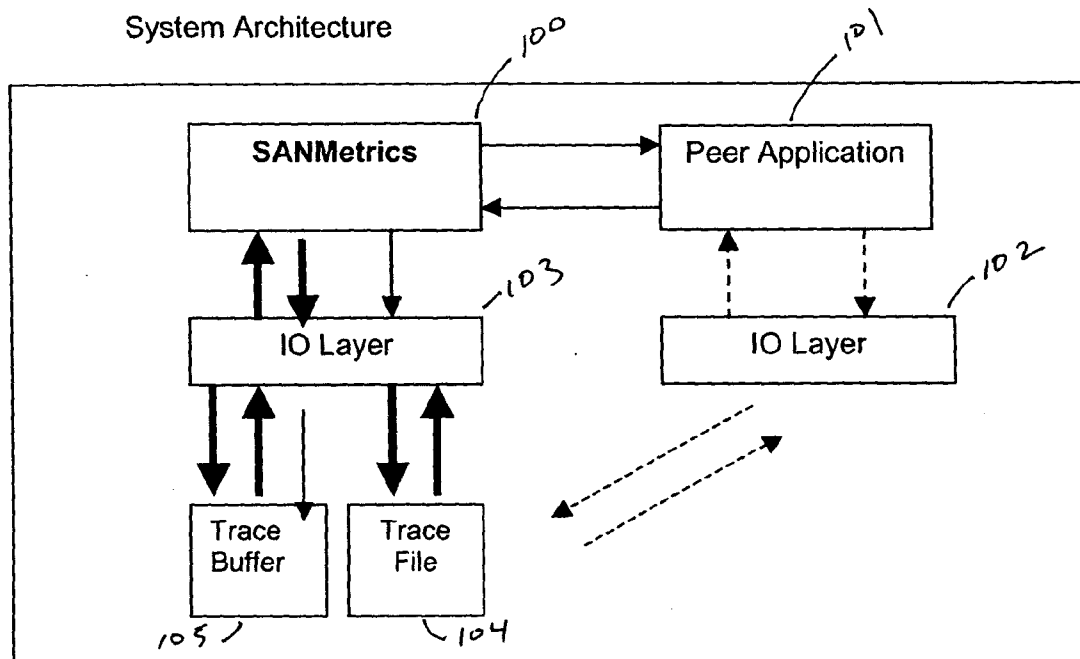 System Architecture
100
101
SANMetrics
Peer Application
103
102
IO Layer
IO Layer
Trace
Buffer
Trace
File
105
104